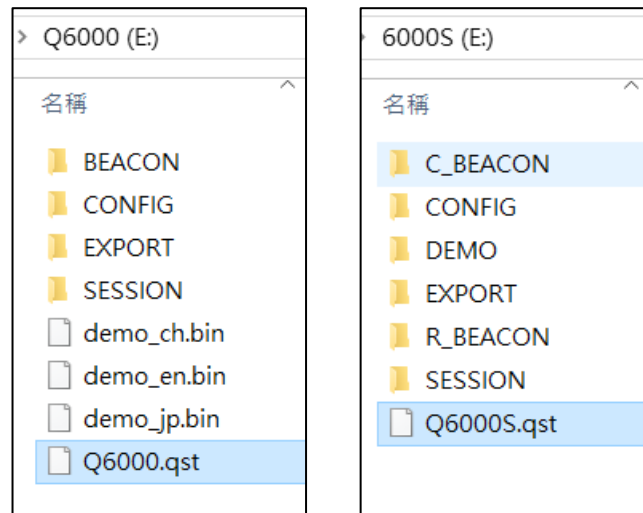 Q6000 (E:)
名稱
BEACON
CONFIG
EXPORT
SESSION
demo_ch.bin
demo_en.bin
demo_jp.bin
Q6000.qst
6000S (E:)
名稱
C_BEACON
CONFIG
DEMO
EXPORT
R_BEACON
SESSION
Q6000S.qst